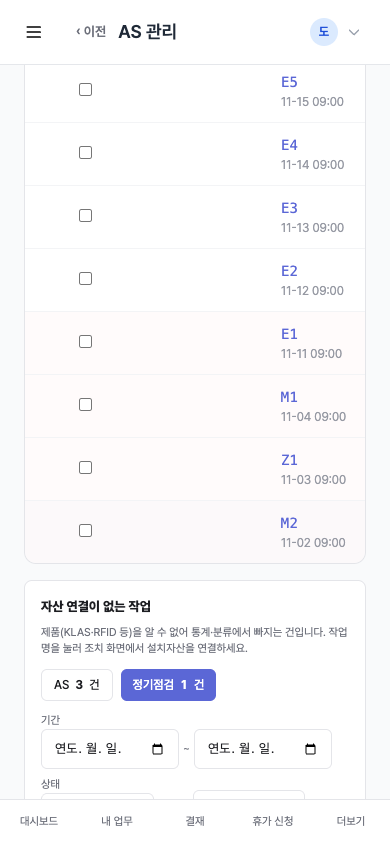 ‹ 이전 AS 관리 도
E5
11-15 09:00
E4
11-14 09:00
E3
11-13 09:00
E2
11-12 09:00
E1
11-11 09:00
M1
11-04 09:00
Z1
11-03 09:00
M2
11-02 09:00
자산 연결이 없는 작업
제품(KLAS·RFID 등)을 알 수 없어 통계·분류에서 빠지는 건입니다. 작업
명을 눌러 조치 화면에서 설치자산을 연결하세요.
AS 3 건 정기점검 1 건
기간
연도. 월. 일. ~ 연도. 월. 일.
상태
대시보드 내 업무 결재 휴가 신청 더보기